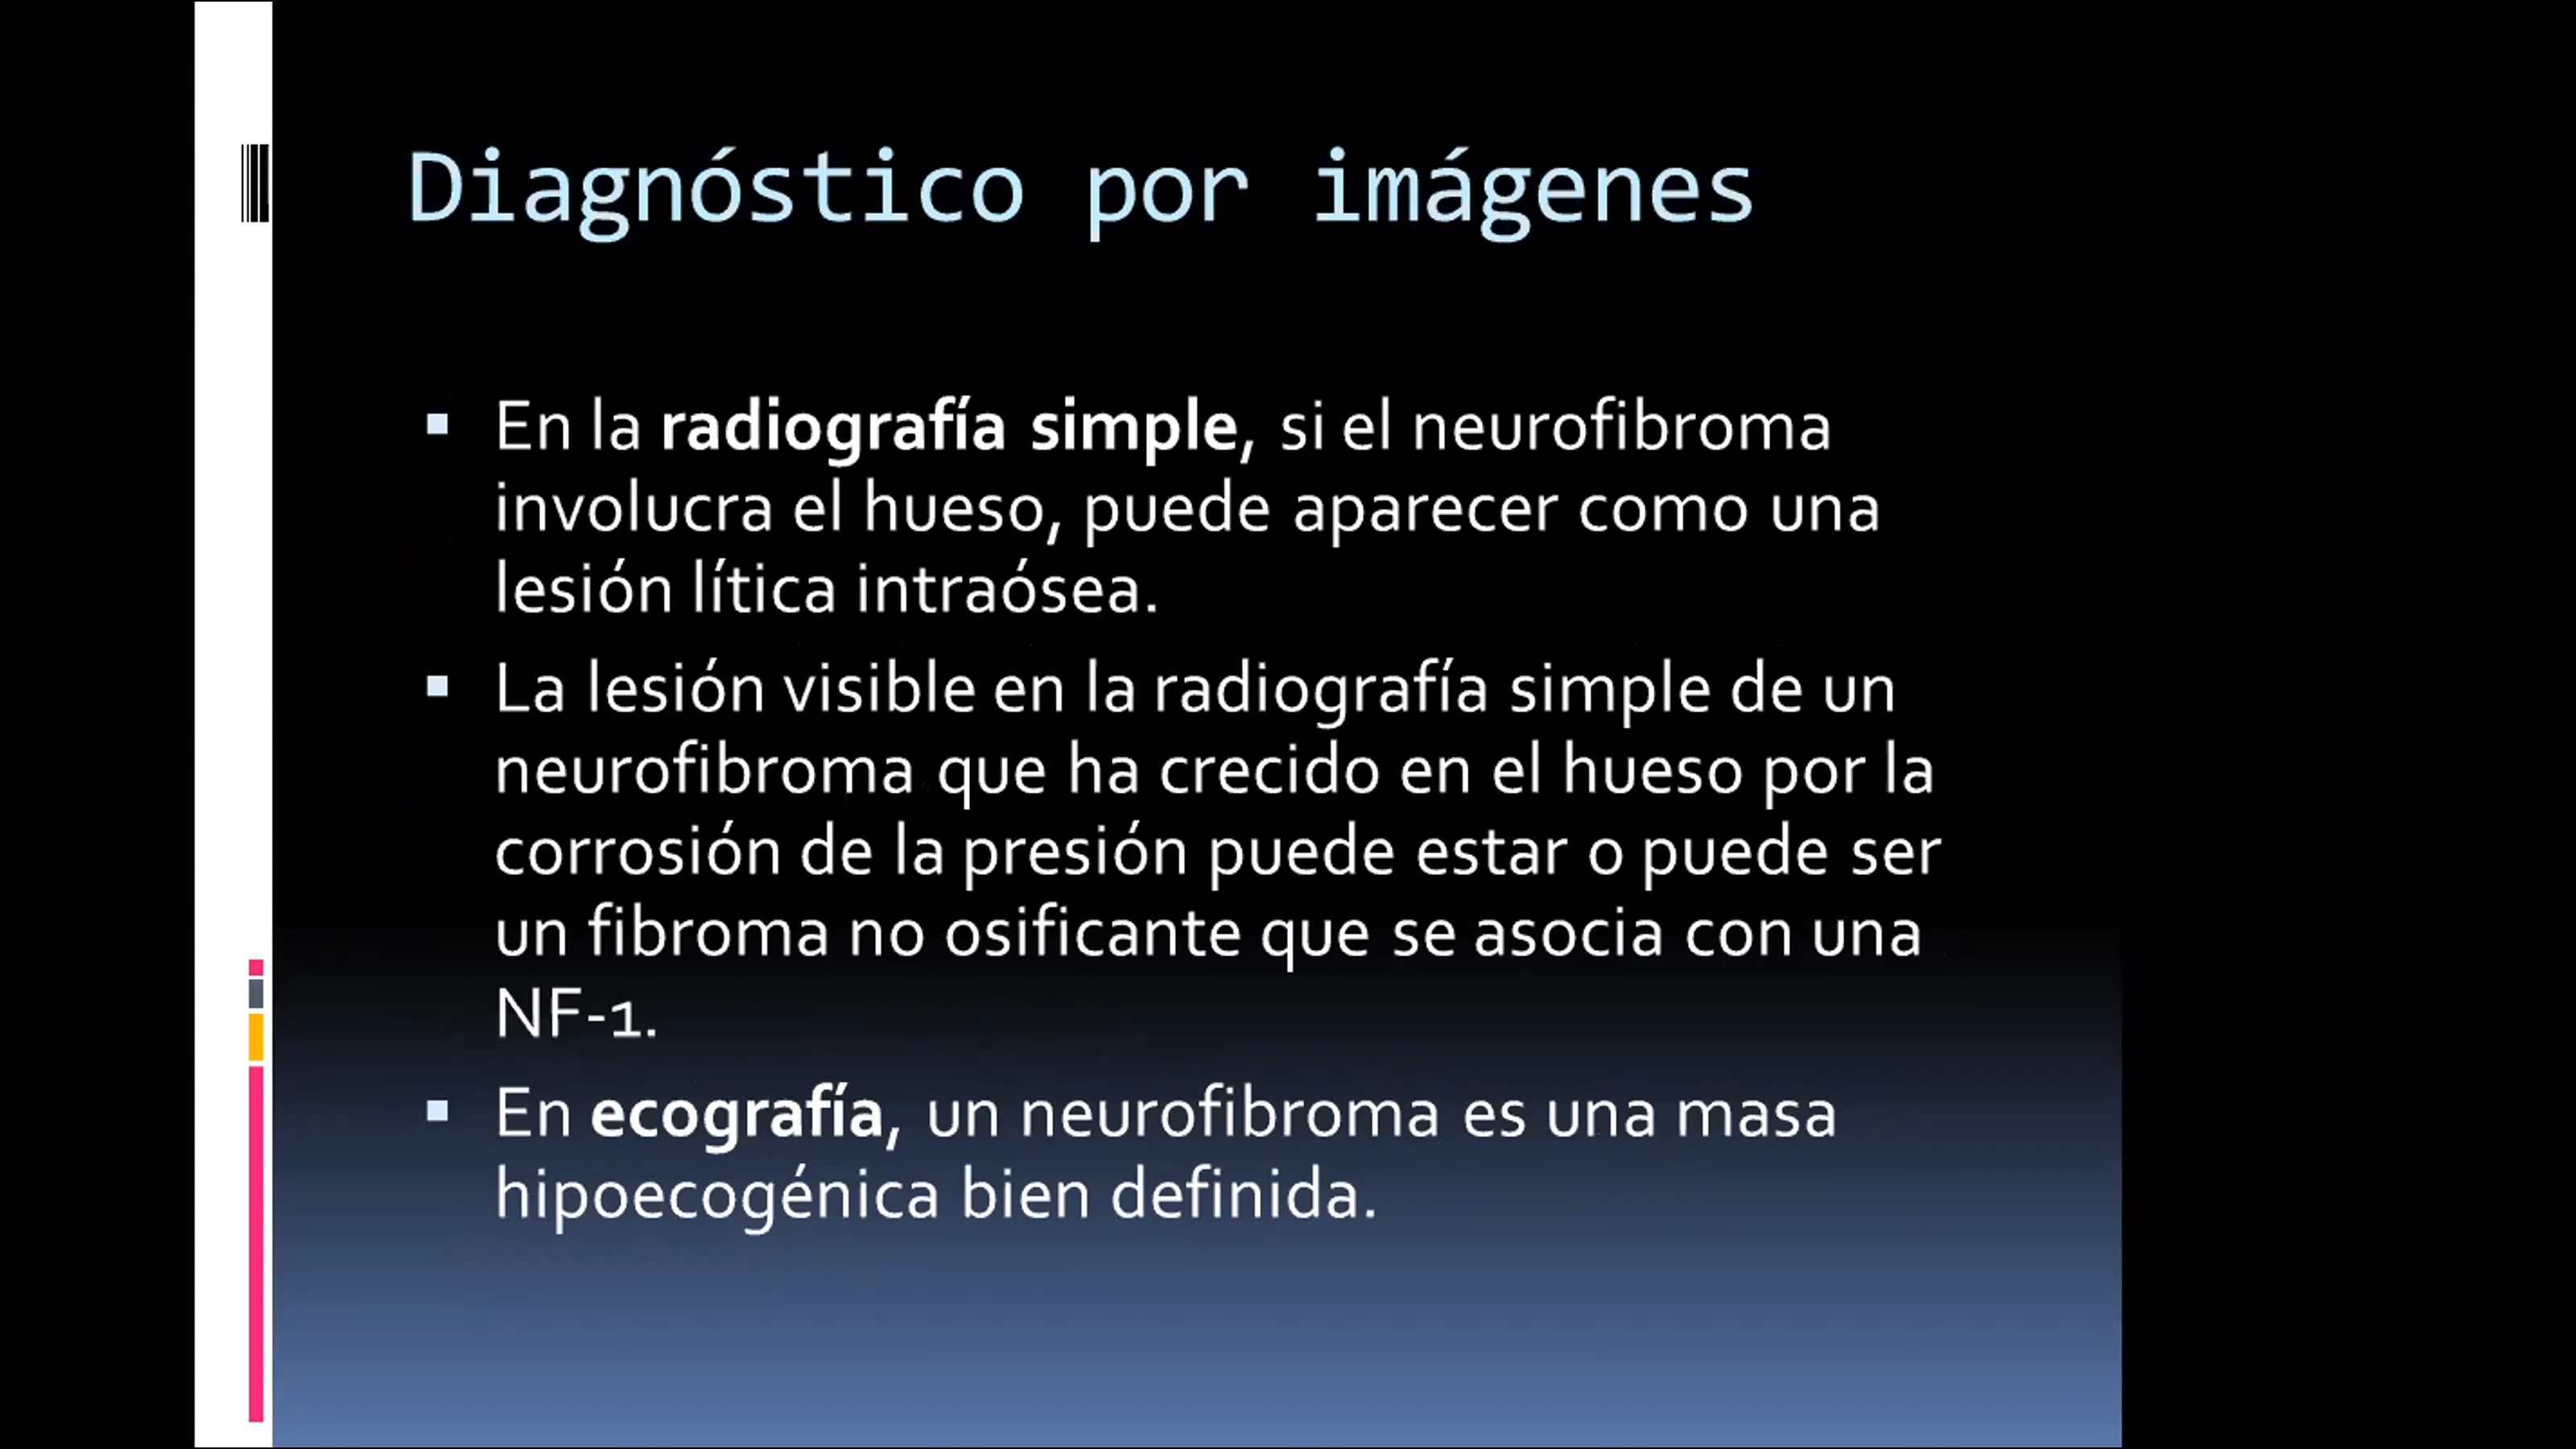 Diagnóstico por imágenes
En la radiografía simple, si el neurofibroma
involucra el hueso, puede aparecer como una
lesión lítica intraósea.
La lesión visible en la radiografía simple de un
neurofibroma que ha crecido en el hueso por la
corrosión de la presión puede estar o puede ser
un fibroma no osificante que se asocia con una
NF-1.
En ecografía, un neurofibroma es una masa
hipoecogénica bien definida.